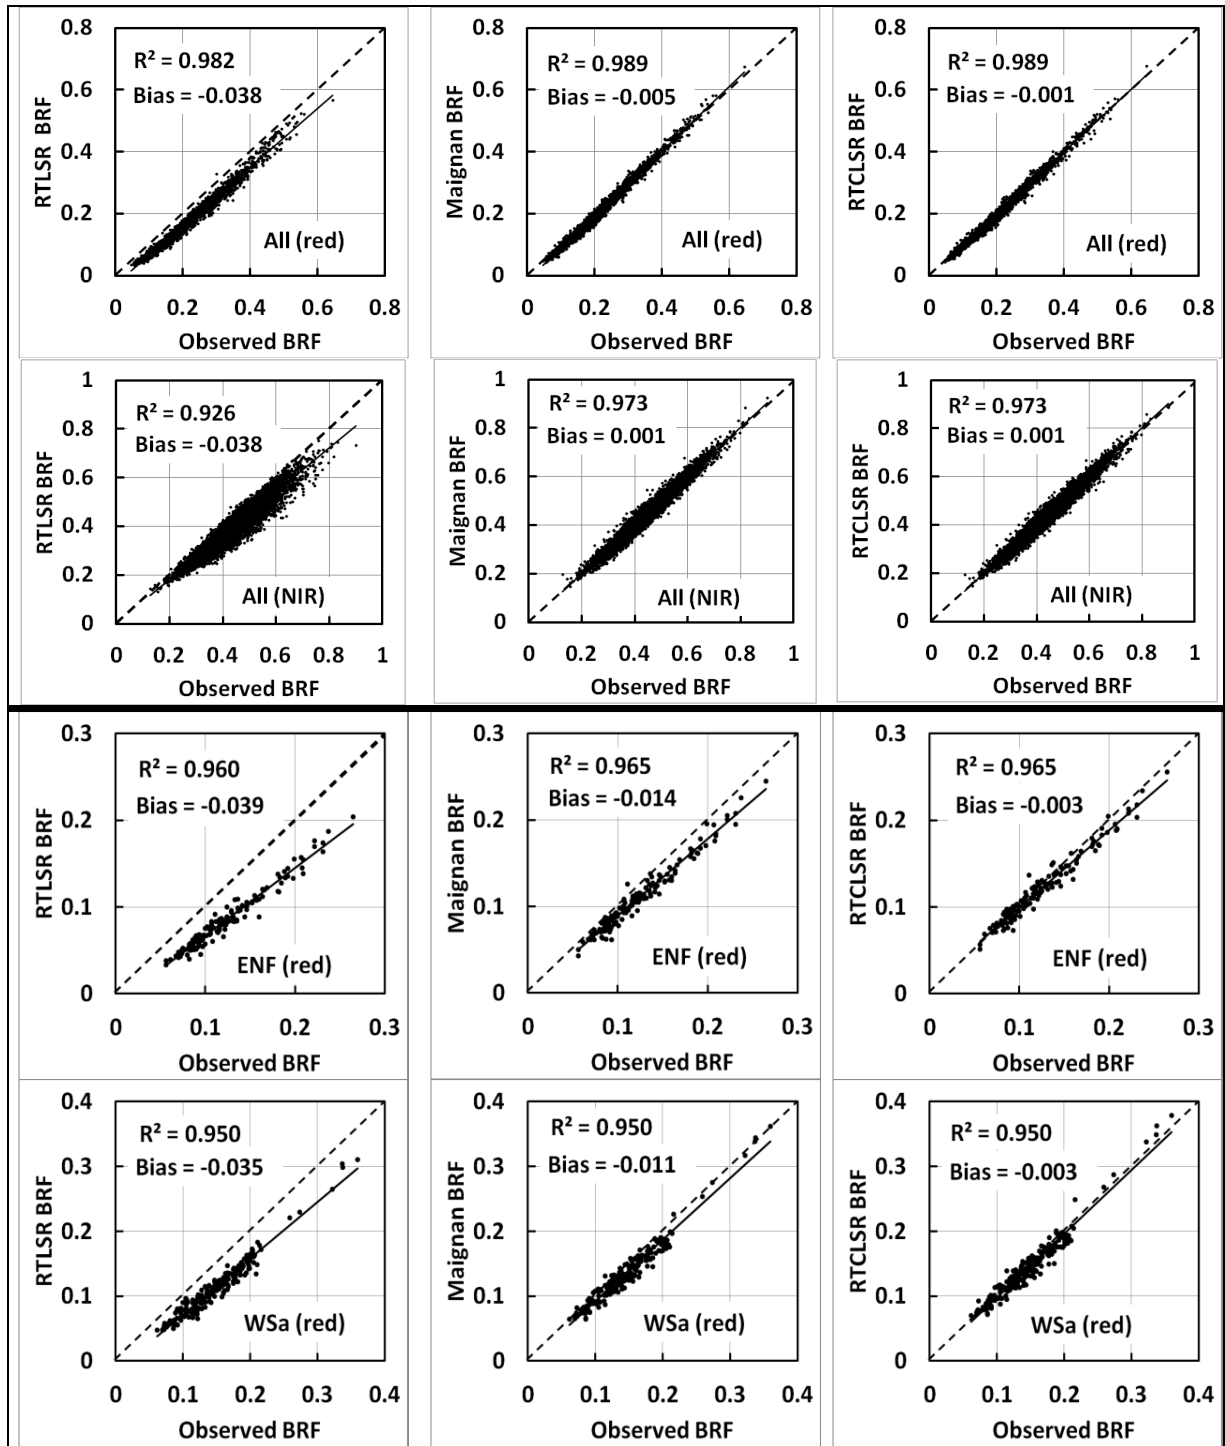 0.8
0.6
0.4
0.2
0
RTLSR BRF
R² = 0.982
Bias = -0.038
All (red)
0 0.2 0.4 0.6 0.8
Observed BRF
0.8
0.6
0.4
0.2
0
Maignan BRF
R² = 0.989
Bias = -0.005
All (red)
0 0.2 0.4 0.6 0.8
Observed BRF
0.8
0.6
0.4
0.2
0
RTCLSR BRF
R² = 0.989
Bias = -0.001
All (red)
0 0.2 0.4 0.6 0.8
Observed BRF
1
0.8
0.6
0.4
0.2
0
RTLSR BRF
R² = 0.926
Bias = -0.038
All (NIR)
0 0.2 0.4 0.6 0.8 1
Observed BRF
1
0.8
0.6
0.4
0.2
0
Maignan BRF
R² = 0.973
Bias = 0.001
All (NIR)
0 0.2 0.4 0.6 0.8 1
Observed BRF
1
0.8
0.6
0.4
0.2
0
RTCLSR BRF
R² = 0.973
Bias = 0.001
All (NIR)
0 0.2 0.4 0.6 0.8 1
Observed BRF
0.3
0.2
0.1
0
RTLSR BRF
R² = 0.960
Bias = -0.039
ENF (red)
0 0.1 0.2 0.3
Observed BRF
0.3
0.2
0.1
0
Maignan BRF
R² = 0.965
Bias = -0.014
ENF (red)
0 0.1 0.2 0.3
Observed BRF
0.3
0.2
0.1
0
RTCLSR BRF
R² = 0.965
Bias = -0.003
ENF (red)
0 0.1 0.2 0.3
Observed BRF
0.4
0.3
0.2
0.1
0
RTLSR BRF
R² = 0.950
Bias = -0.035
WSa (red)
0 0.1 0.2 0.3 0.4
Observed BRF
0.4
0.3
0.2
0.1
0
Maignan BRF
R² = 0.950
Bias = -0.011
WSa (red)
0 0.1 0.2 0.3 0.4
Observed BRF
0.4
0.3
0.2
0.1
0
RTCLSR BRF
R² = 0.950
Bias = -0.003
WSa (red)
0 0.1 0.2 0.3 0.4
Observed BRF